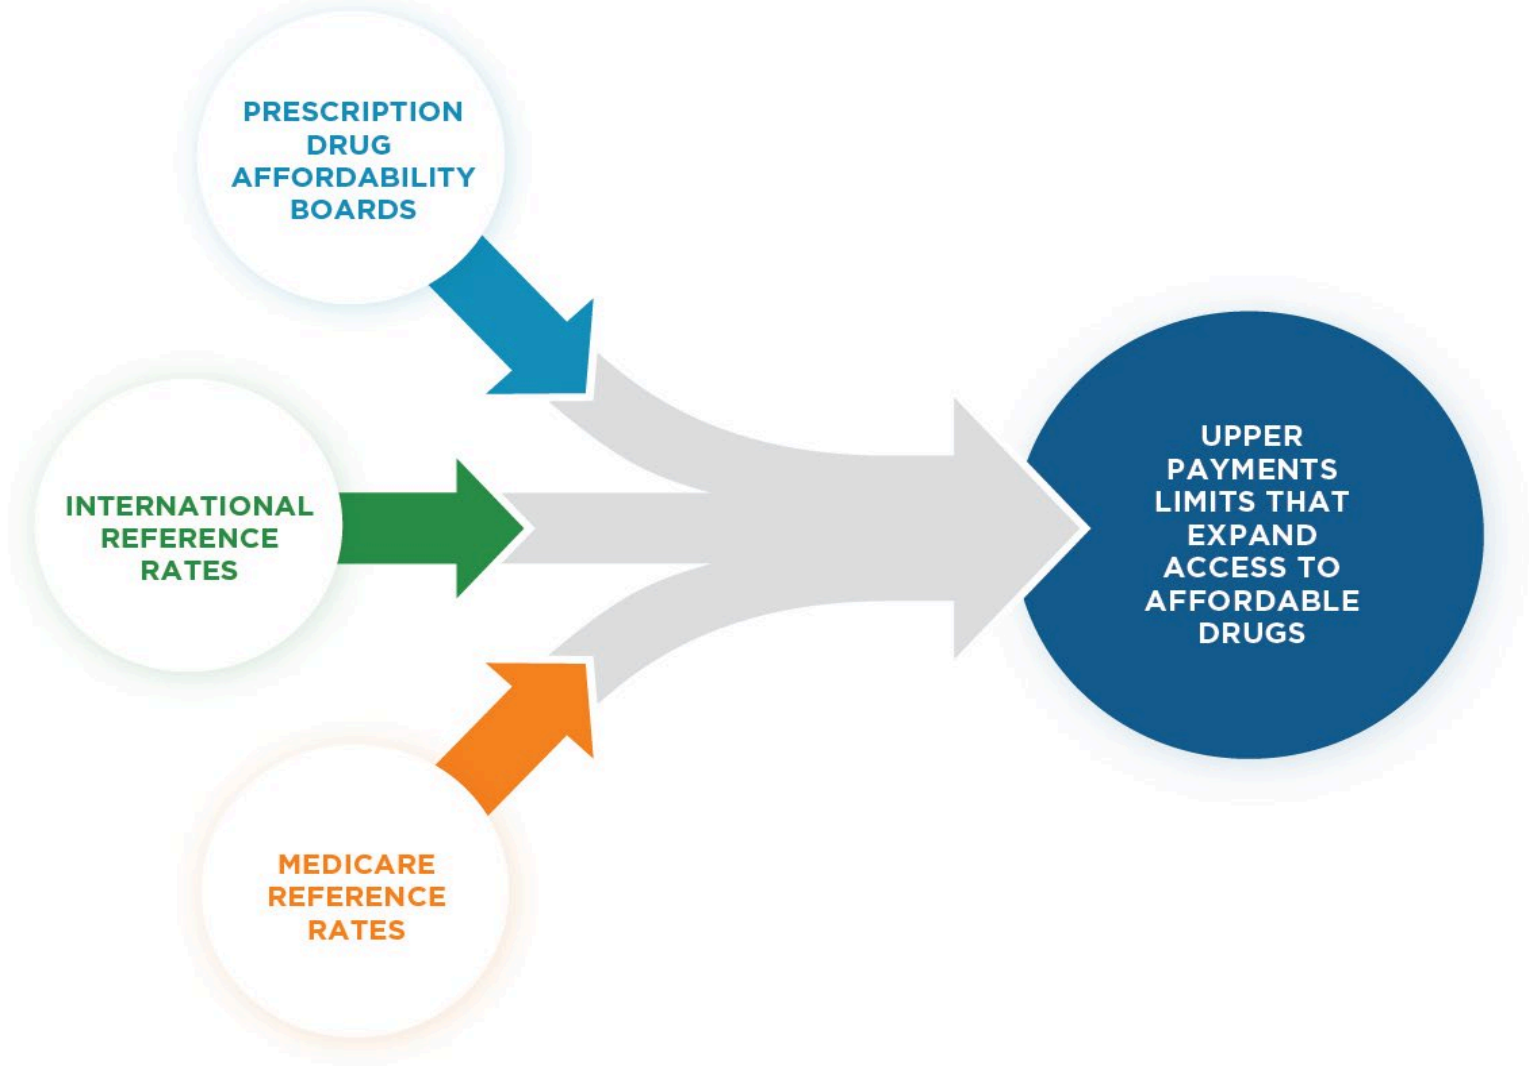 PRESCRIPTION
DRUG
AFFORDABILITY
BOARDS
INTERNATIONAL
REFERENCE
RATES
MEDICARE
REFERENCE
RATES
UPPER
PAYMENTS
LIMITS THAT
EXPAND
ACCESS TO
AFFORDABLE
DRUGS